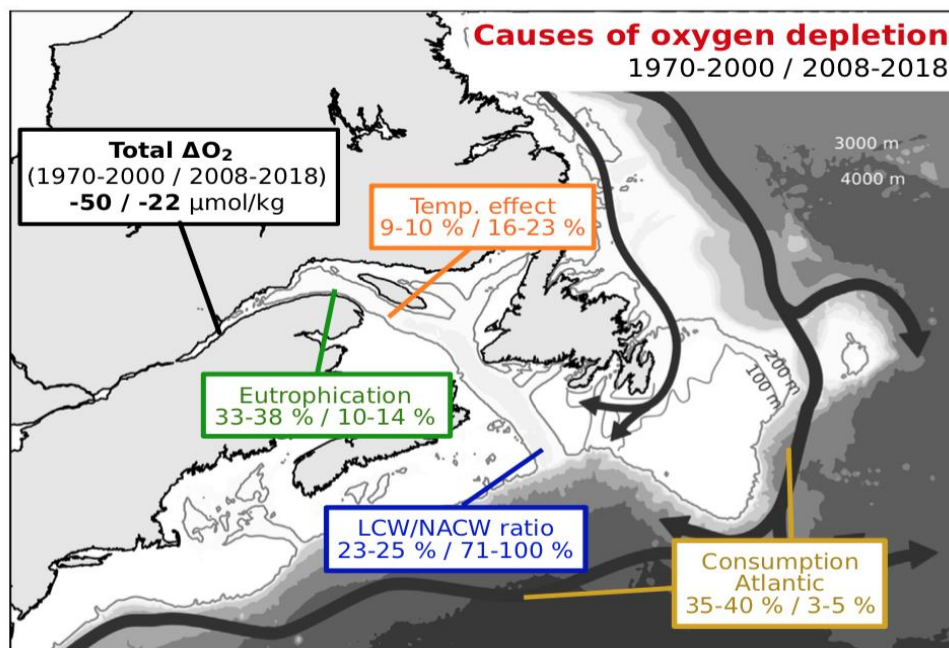 Causes of oxygen depletion
1970-2000 / 2008-2018
3000 m
4000 m
Total ΔO₂
(1970-2000 / 2008-2018)
-50 / -22 μmol/kg
Temp. effect
9-10 % / 16-23 %
200 m
100 m
Eutrophication
33-38 % / 10-14 %
LCW/NACW ratio
23-25 % / 71-100 %
Consumption
Atlantic
35-40 % / 3-5 %